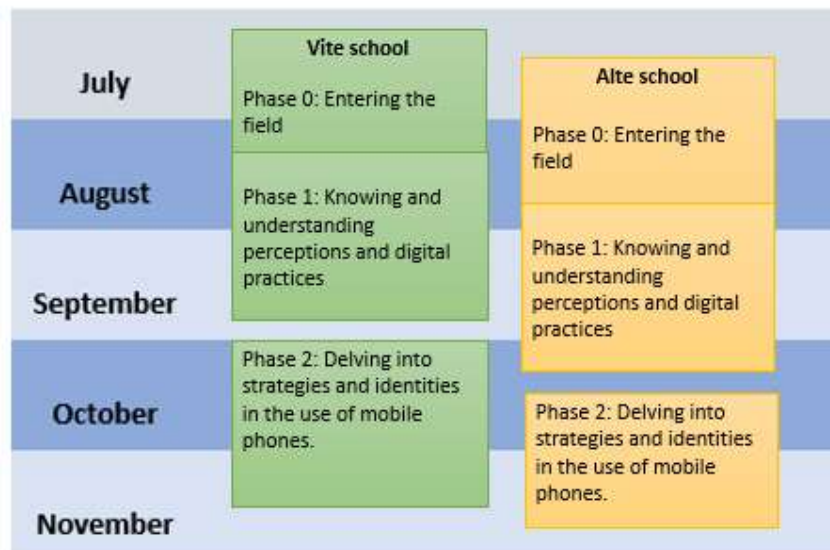 July
August
September
October
November
Vite school
Phase 0: Entering the
field
Phase 1: Knowing and
understanding
perceptions and digital
practices
Phase 2: Delving into
strategies and identities
in the use of mobile
phones.
Alte school
Phase 0: Entering the
field
Phase 1: Knowing and
understanding
perceptions and digital
practices
Phase 2: Delving into
strategies and identities
in the use of mobile
phones.